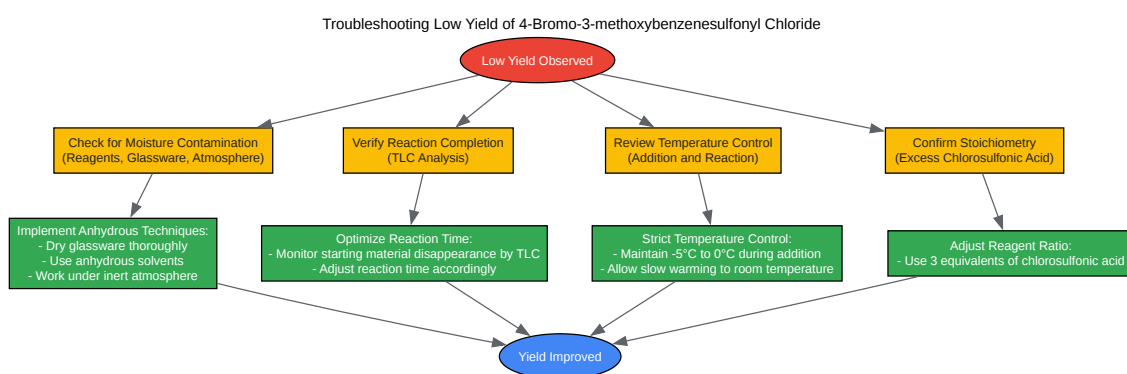 Troubleshooting Low Yield of 4-Bromo-3-methoxybenzenesulfonyl Chloride
Low Yield Observed
Check for Moisture Contamination
(Reagents, Glassware, Atmosphere)
Verify Reaction Completion
(TLC Analysis)
Review Temperature Control
(Addition and Reaction)
Confirm Stoichiometry
(Excess Chlorosulfonic Acid)
Implement Anhydrous Techniques:
- Dry glassware thoroughly
- Use anhydrous solvents
- Work under inert atmosphere
Optimize Reaction Time:
- Monitor starting material disappearance by TLC
- Adjust reaction time accordingly
Strict Temperature Control:
- Maintain -5°C to 0°C during addition
- Allow slow warming to room temperature
Adjust Reagent Ratio:
- Use 3 equivalents of chlorosulfonic acid
Yield Improved